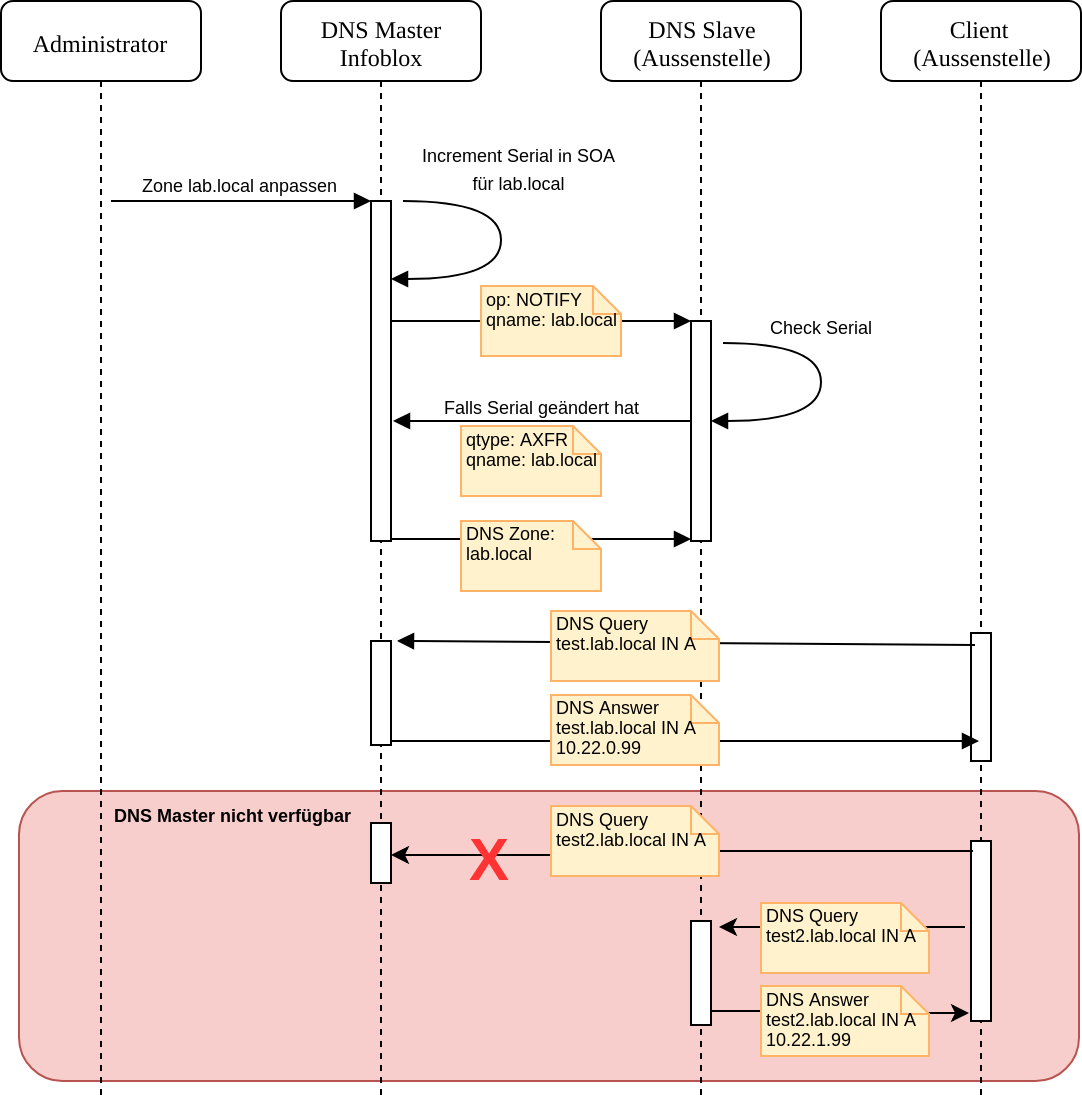 Administrator
DNS Master
Infoblox
DNS Slave
(Aussenstelle)
Client
(Aussenstelle)
Increment Serial in SOA
für lab.local
Zone lab.local anpassen
op: NOTIFY
qname: lab.local
Check Serial
Falls Serial geändert hat
qtype: AXFR
qname: lab.local
DNS Zone:
lab.local
DNS Query
test.lab.local IN A
DNS Answer
test.lab.local IN A
10.22.0.99
DNS Master nicht verfügbar
DNS Query
test2.lab.local IN A
X
DNS Query
test2.lab.local IN A
DNS Answer
test2.lab.local IN A
10.22.1.99